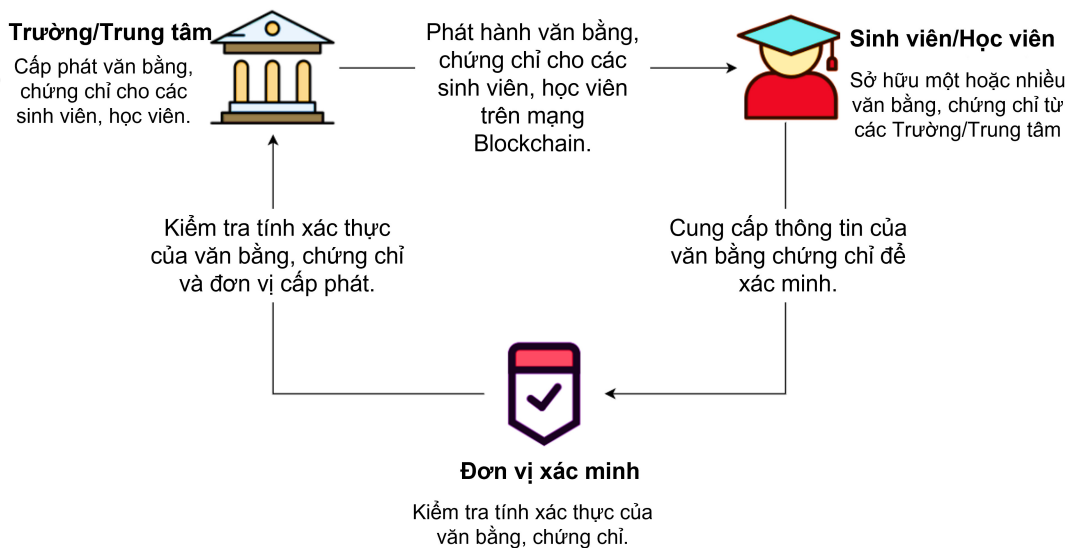 Trường/Trung tâm
Cấp phát văn bằng,
chứng chỉ cho các
sinh viên, học viên.
Phát hành văn bằng,
chứng chỉ cho các
sinh viên, học viên
trên mạng
Blockchain.
Sinh viên/Học viên
Sở hữu một hoặc nhiều
văn bằng, chứng chỉ từ
các Trường/Trung tâm
Kiểm tra tính xác thực
của văn bằng, chứng chỉ
và đơn vị cấp phát.
Cung cấp thông tin của
văn bằng chứng chỉ để
xác minh.
Đơn vị xác minh
Kiểm tra tính xác thực của
văn bằng, chứng chỉ.